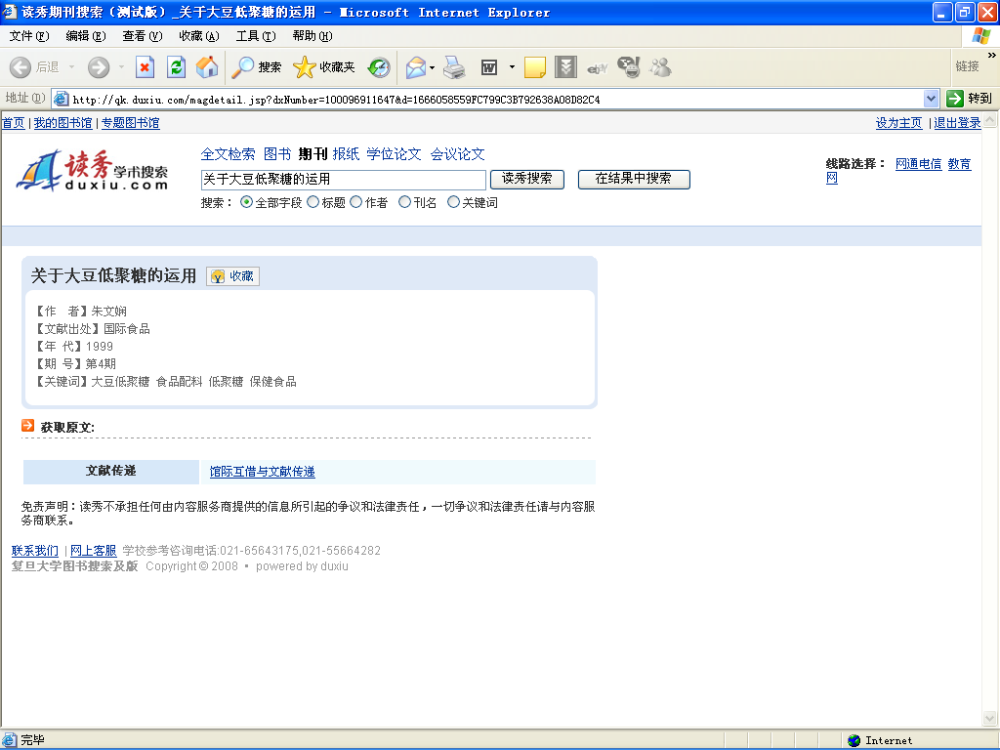 读秀期刊搜索（测试版）_关于大豆低聚糖的运用 - Microsoft Internet Explorer
文件(F) 编辑(E) 查看(V) 收藏(A) 工具(T) 帮助(H)
后退 搜索 收藏夹 链接 »
地址(D) http://qk.duxiu.com/magdetail.jsp?dxNumber=100096911647&d=1666058559FC799C3B792638A08D82C4 转到
首页 | 我的图书馆 | 专题图书馆 设为主页 | 退出登录
读秀 学术搜索
duxiu.com
全文检索 图书 期刊 报纸 学位论文 会议论文
关于大豆低聚糖的运用 读秀搜索 在结果中搜索
搜索： 全部字段 标题 作者 刊名 关键词
线路选择： 网通电信 教育
网
关于大豆低聚糖的运用 收藏
【作 者】朱文娴
【文献出处】国际食品
【年 代】1999
【期 号】第4期
【关键词】大豆低聚糖 食品配料 低聚糖 保健食品
获取原文:
文献传递 馆际互借与文献传递
免责声明：读秀不承担任何由内容服务商提供的信息所引起的争议和法律责任，一切争议和法律责任请与内容服
务商联系。
联系我们 | 网上客服 学校参考咨询电话:021-65643175,021-55664282
复旦大学图书搜索及版 Copyright © 2008 • powered by duxiu
完毕 Internet